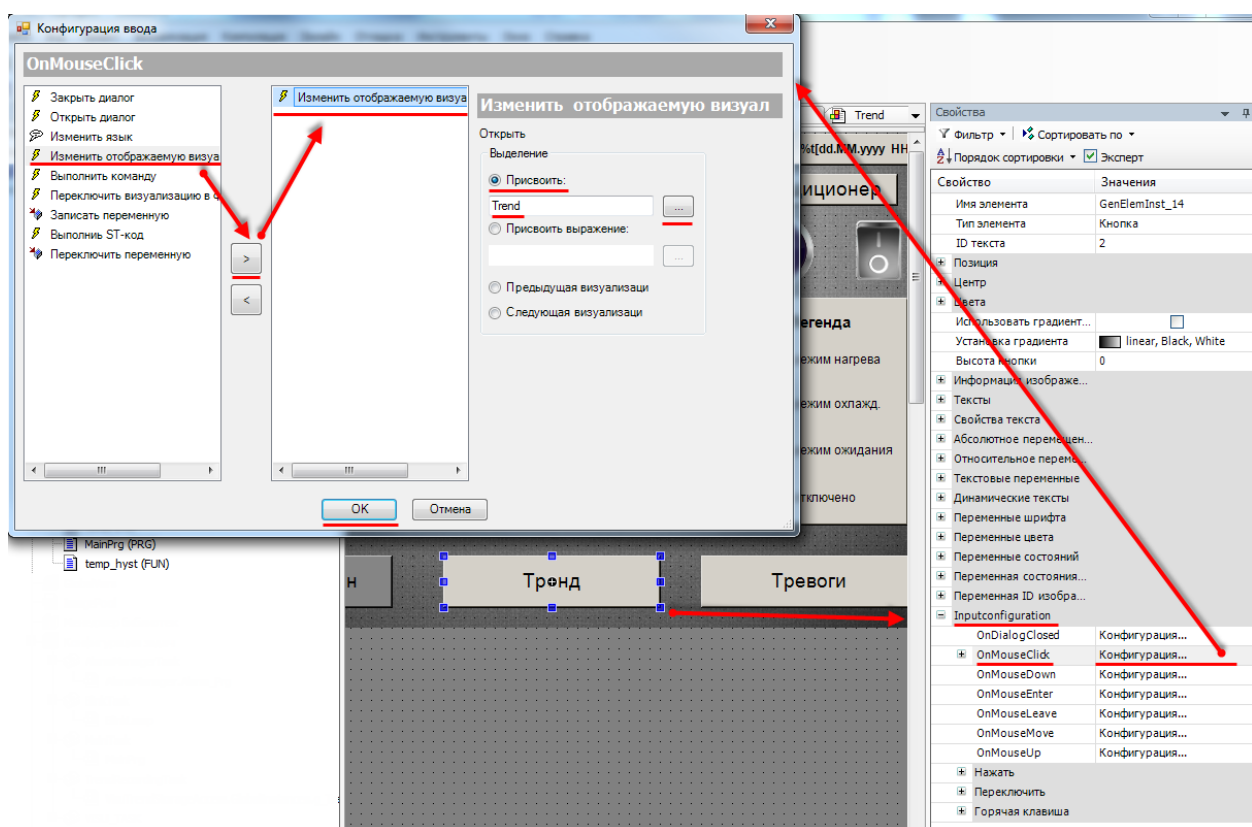 Конфигурация ввода
OnMouseClick
Закрыть диалог
Открыть диалог
Изменить язык
Изменить отображаемую визуа
Выполнить команду
Переключить визуализацию в ф
Записать переменную
Выполниь ST-код
Переключить переменную
>
<
Изменить отображаемую визуа
Изменить отображаемую визуал
Открыть
Выделение
Присвоить:
Trend
...
Присвоить выражение:
...
Предыдущая визуализаци
Следующая визуализаци
OK
Отмена
MainPrg (PRG)
temp_hyst (FUN)
Trend
%t[dd.MM.yyyy HH
иционер
егенда
ежим нагрева
ежим охлажд.
ежим ожидания
тключено
н
Тренд
Тревоги
Свойства
Фильтр
Сортировать по
Порядок сортировки
Эксперт
Свойство Значения
Имя элемента GenElemInst_14
Тип элемента Кнопка
ID текста 2
Позиция
Центр
Цвета
Использовать градиент...
Установка градиента linear, Black, White
Высота кнопки 0
Информация изображе...
Тексты
Свойства текста
Абсолютное перемещен...
Относительное переме...
Текстовые переменные
Динамические тексты
Переменные шрифта
Переменные цвета
Переменные состояний
Переменная состояния...
Переменная ID изобра...
Inputconfiguration
OnDialogClosed Конфигурация...
OnMouseClick Конфигурация...
OnMouseDown Конфигурация...
OnMouseEnter Конфигурация...
OnMouseLeave Конфигурация...
OnMouseMove Конфигурация...
OnMouseUp Конфигурация...
Нажать
Переключить
Горячая клавиша